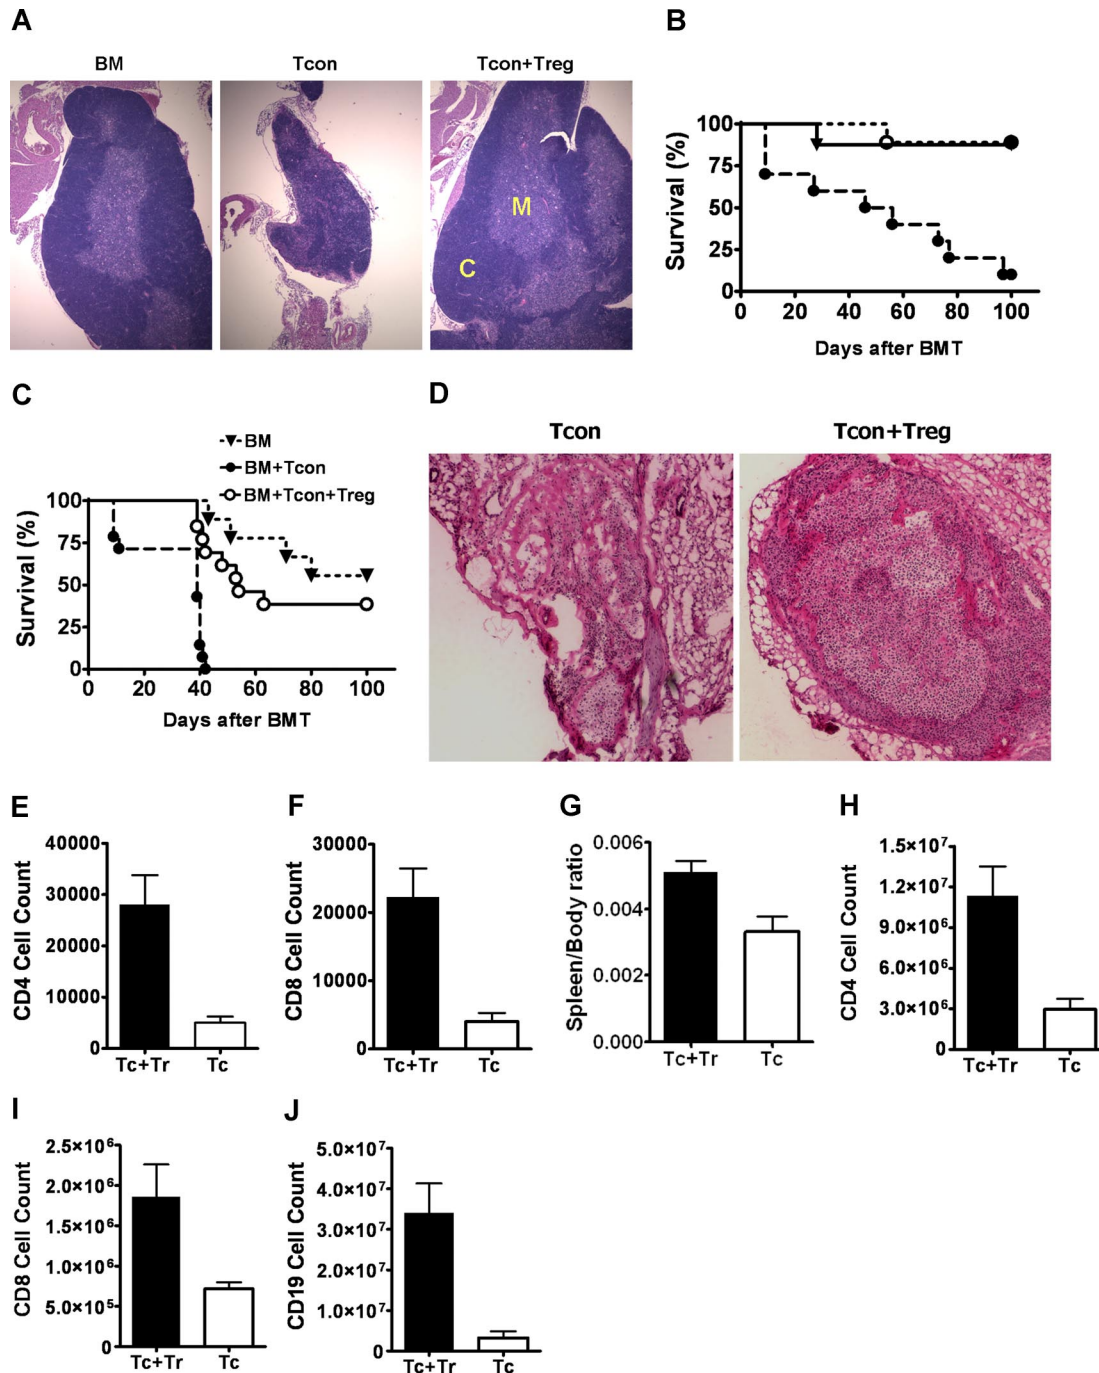 A
BM
Tcon
Tcon+Treg
M
C
B
Survival (%)
100
75
50
25
0
0 20 40 60 80 100
Days after BMT
C
BM
BM+Tcon
BM+Tcon+Treg
Survival (%)
100
75
50
25
0
0 20 40 60 80 100
Days after BMT
D
Tcon
Tcon+Treg
E
CD4 Cell Count
40000
30000
20000
10000
0
Tc+Tr Tc
F
CD8 Cell Count
30000
20000
10000
0
Tc+Tr Tc
G
Spleen/Body ratio
0.006
0.004
0.002
0.000
Tc+Tr Tc
H
CD4 Cell Count
1.5×10⁷
1.2×10⁷
9.0×10⁶
6.0×10⁶
3.0×10⁶
0
Tc+Tr Tc
I
CD8 Cell Count
2.5×10⁶
2.0×10⁶
1.5×10⁶
1.0×10⁶
5.0×10⁵
0
Tc+Tr Tc
J
CD19 Cell Count
5.0×10⁷
4.0×10⁷
3.0×10⁷
2.0×10⁷
1.0×10⁷
0
Tc+Tr Tc